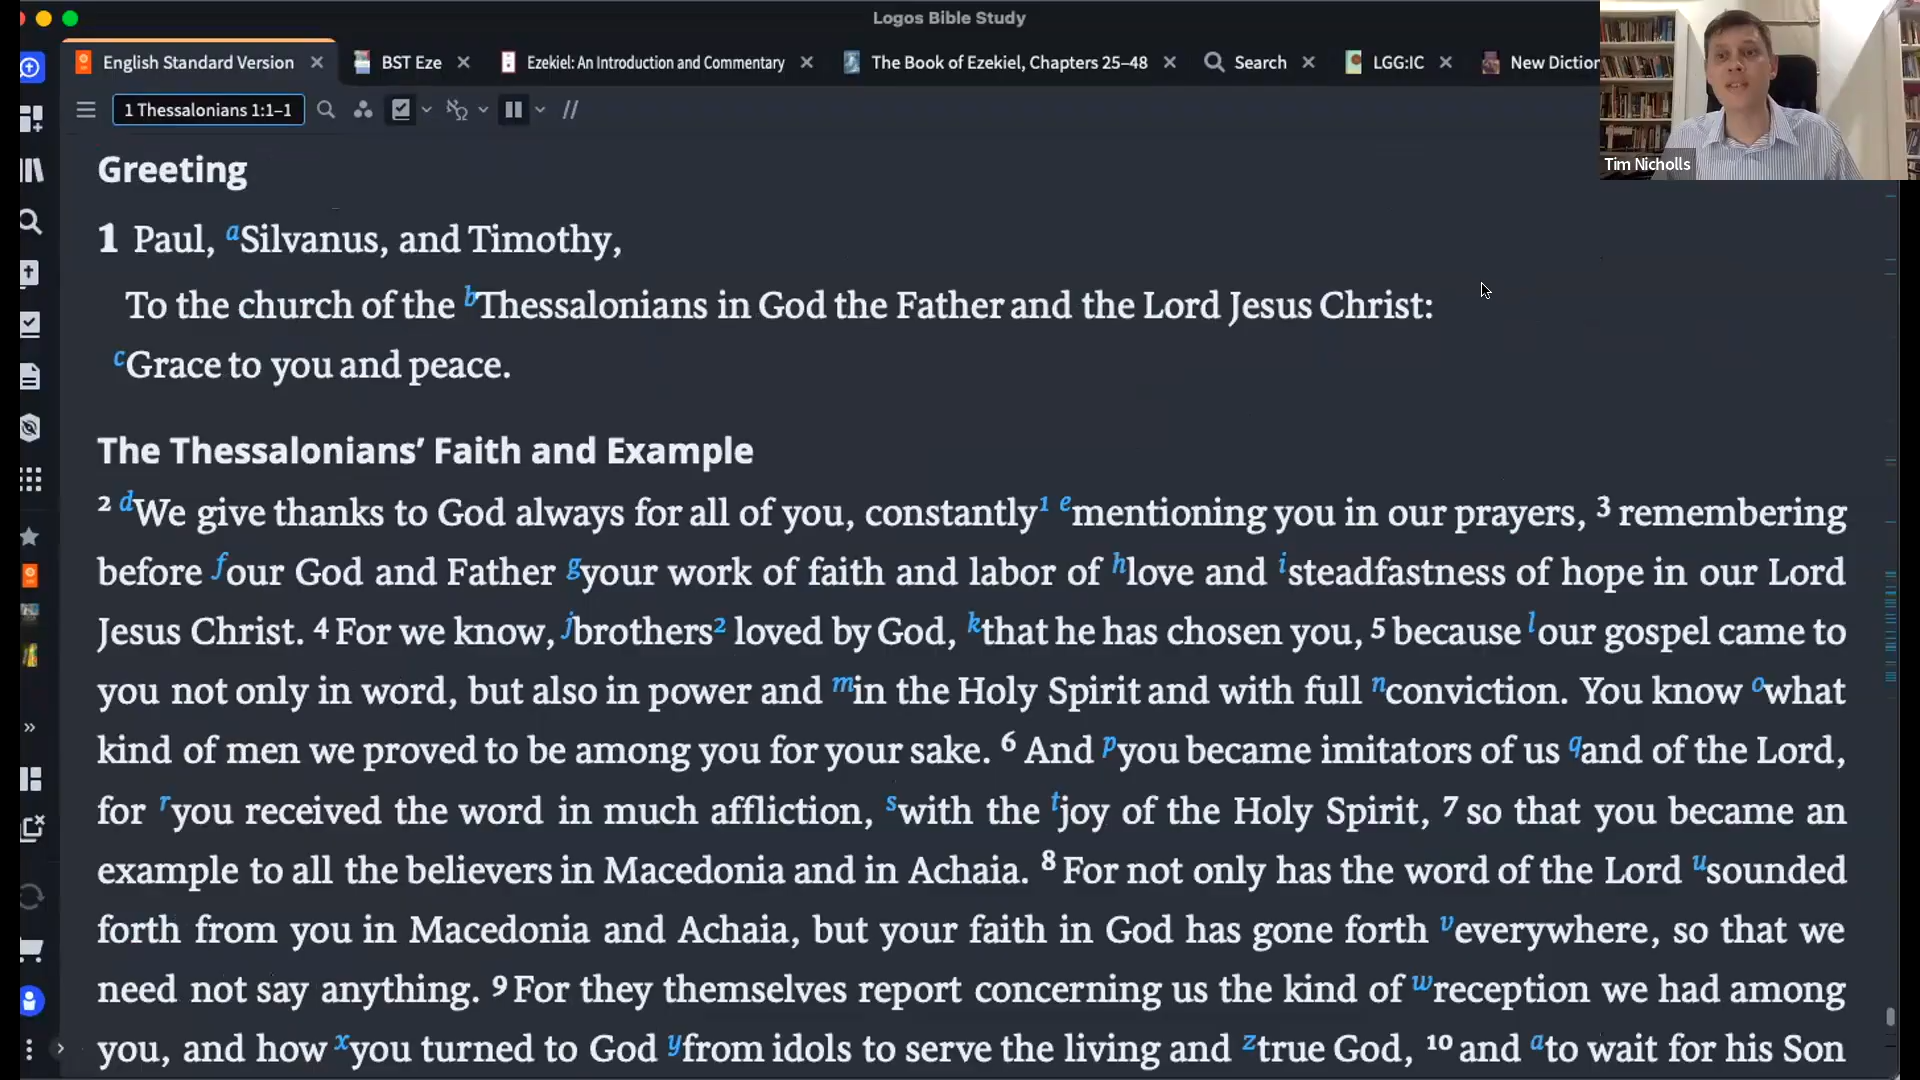 Logos Bible Study
English Standard Version
BST Eze
Ezekiel: An Introduction and Commentary
The Book of Ezekiel, Chapters 25–48
Search
LGG:IC
New Diction
1 Thessalonians 1:1–1
Tim Nicholls
Greeting
1 Paul, aSilvanus, and Timothy,
To the church of the bThessalonians in God the Father and the Lord Jesus Christ:
cGrace to you and peace.
The Thessalonians’ Faith and Example
2 dWe give thanks to God always for all of you, constantly1 ementioning you in our prayers, 3 remembering
before four God and Father gyour work of faith and labor of hlove and isteadfastness of hope in our Lord
Jesus Christ. 4 For we know, jbrothers2 loved by God, kthat he has chosen you, 5 because lour gospel came to
you not only in word, but also in power and min the Holy Spirit and with full nconviction. You know owhat
kind of men we proved to be among you for your sake. 6 And pyou became imitators of us qand of the Lord,
for ryou received the word in much affliction, swith the tjoy of the Holy Spirit, 7 so that you became an
example to all the believers in Macedonia and in Achaia. 8 For not only has the word of the Lord usounded
forth from you in Macedonia and Achaia, but your faith in God has gone forth veverywhere, so that we
need not say anything. 9 For they themselves report concerning us the kind of wreception we had among
you, and how xyou turned to God yfrom idols to serve the living and ztrue God, 10 and ato wait for his Son